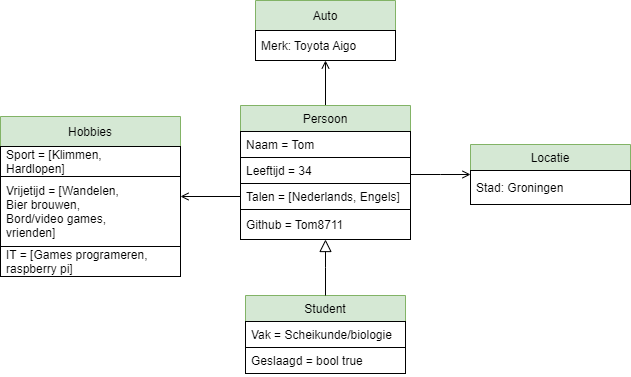 Auto
Merk: Toyota Aigo
Persoon
Naam = Tom
Leeftijd = 34
Talen = [Nederlands, Engels]
Github = Tom8711
Hobbies
Sport = [Klimmen,
Hardlopen]
Vrijetijd = [Wandelen,
Bier brouwen,
Bord/video games,
vrienden]
IT = [Games programeren,
raspberry pi]
Locatie
Stad: Groningen
Student
Vak = Scheikunde/biologie
Geslaagd = bool true